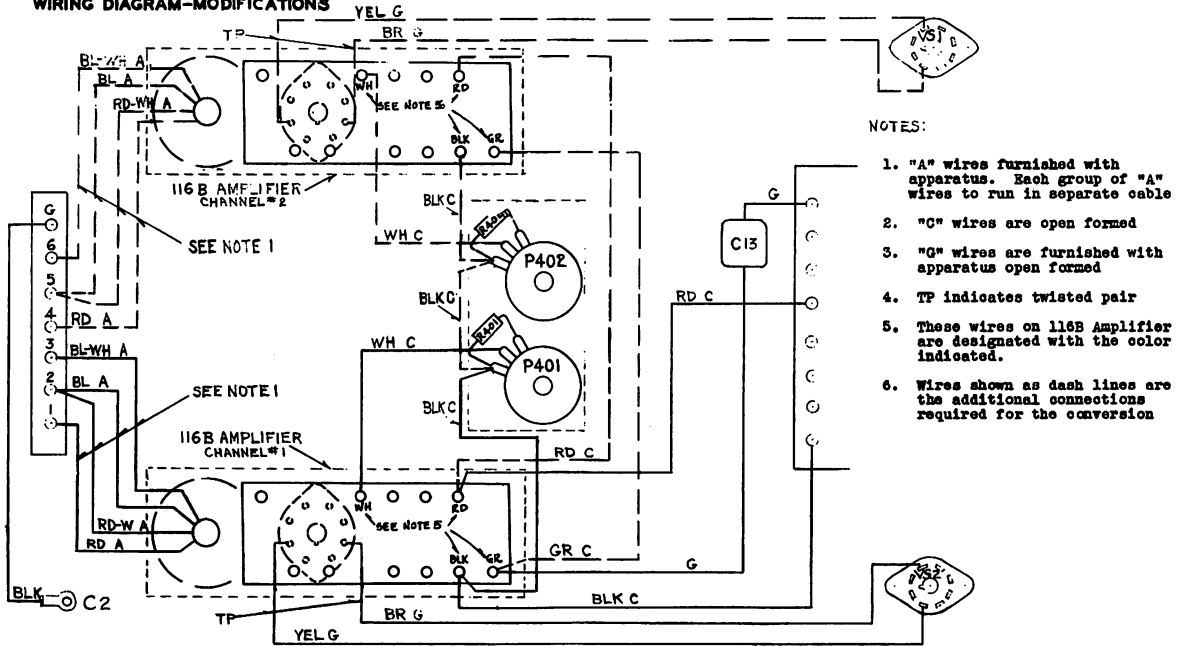 WIRING DIAGRAM-MODIFICATIONS
YEL G
TP
BR G
VS1
BL-WH A
BL A
RD-WH A
WH
RD
SEE NOTE 5
BLK
GR
116 B AMPLIFIER
CHANNEL #2
SEE NOTE 1
G
6
5
4
3
2
1
RD A
BL-WH A
BL A
SEE NOTE 1
BLK C
WH C
P402
BLK C
R401
WH C
P401
BLK C
G
C13
RD C
116 B AMPLIFIER
CHANNEL #1
RD C
RD-W A
RD A
WH
RD
SEE NOTE 5
BLK
GR
GR C
G
BLK C
BLK
C2
TP
BR G
YEL G
NOTES:
1. "A" wires furnished with
apparatus. Each group of "A"
wires to run in separate cable
2. "C" wires are open formed
3. "G" wires are furnished with
apparatus open formed
4. TP indicates twisted pair
5. These wires on 116B Amplifier
are designated with the color
indicated.
6. Wires shown as dash lines are
the additional connections
required for the conversion